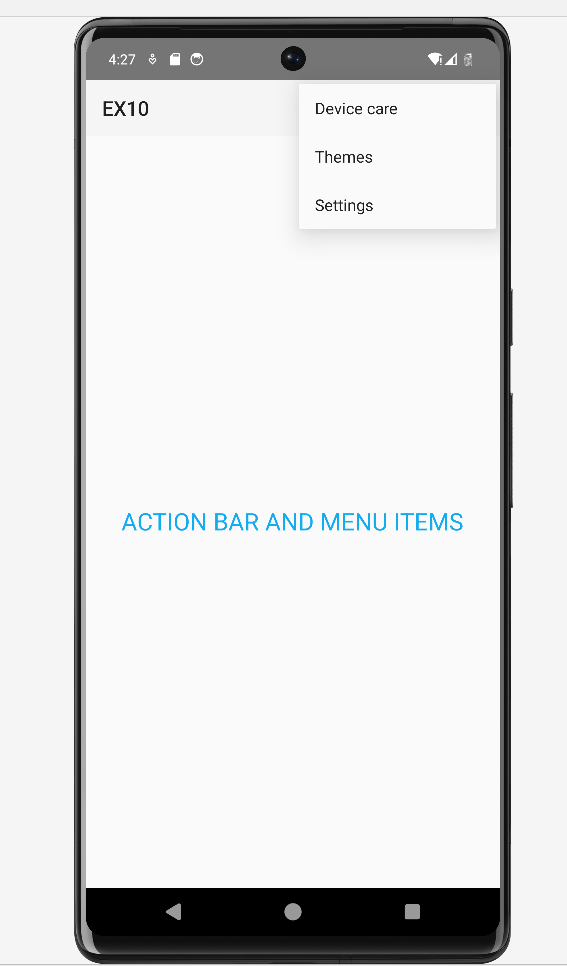 4:27
EX10
Device care
Themes
Settings
ACTION BAR AND MENU ITEMS